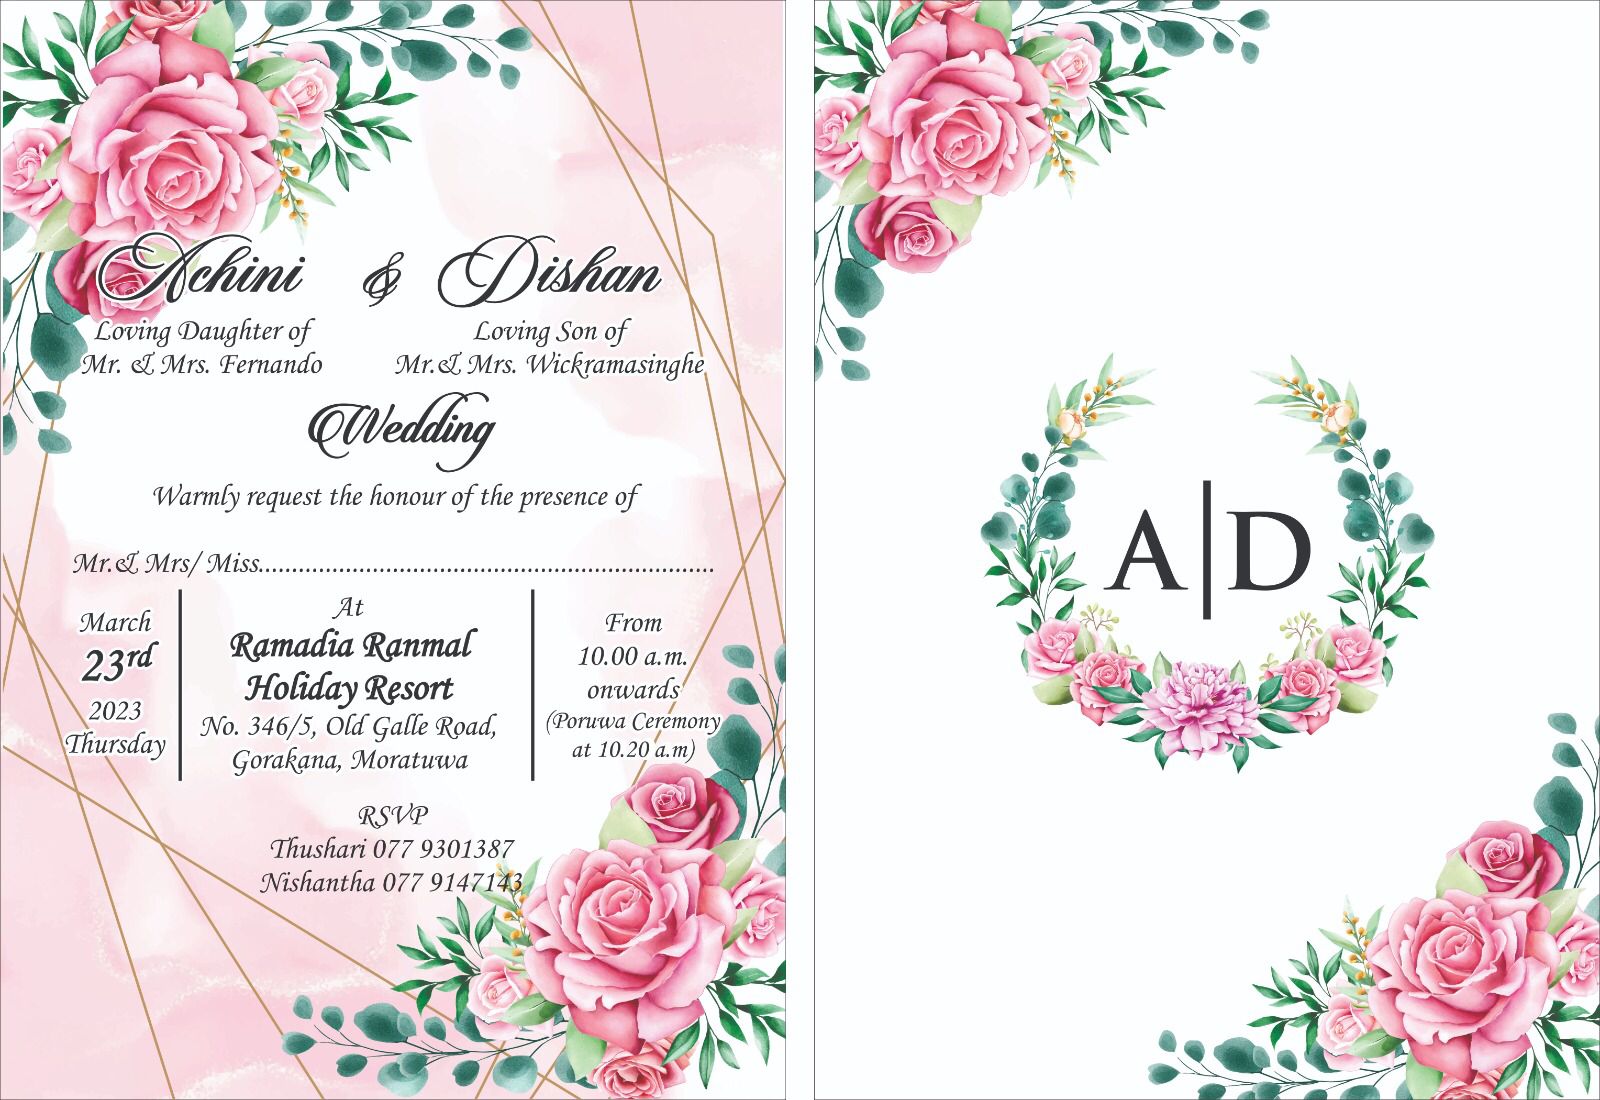 Achini & Dishan
Loving Daughter of
Mr. & Mrs. Fernando
Loving Son of
Mr.& Mrs. Wickramasinghe
Wedding
Warmly request the honour of the presence of
Mr.& Mrs/ Miss......................................................................
March
23rd
2023
Thursday
At
Ramadia Ranmal
Holiday Resort
No. 346/5, Old Galle Road,
Gorakana, Moratuwa
From
10.00 a.m.
onwards
(Poruwa Ceremony
at 10.20 a.m)
RSVP
Thushari 077 9301387
Nishantha 077 9147143
A|D